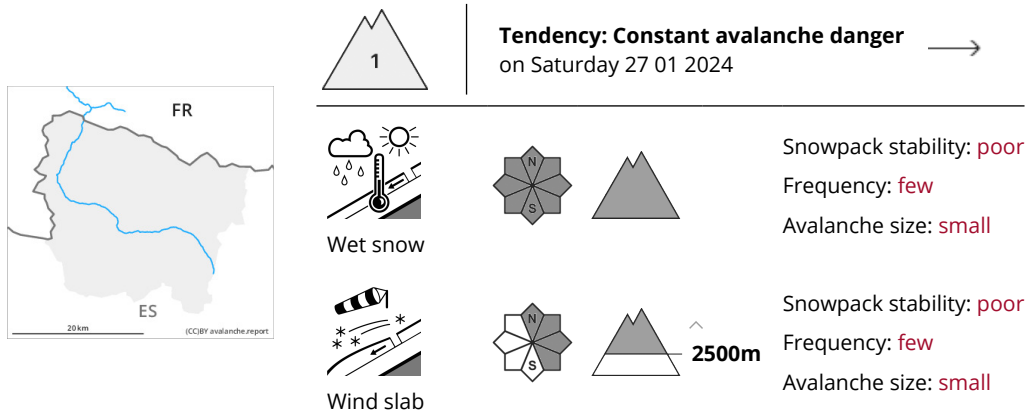 1
Tendency: Constant avalanche danger
on Saturday 27 01 2024
FR
ES
20 km
(CC)BY avalanche.report
N
S
Wet snow
Snowpack stability: poor
Frequency: few
Avalanche size: small
N
S
2500m
Wind slab
Snowpack stability: poor
Frequency: few
Avalanche size: small